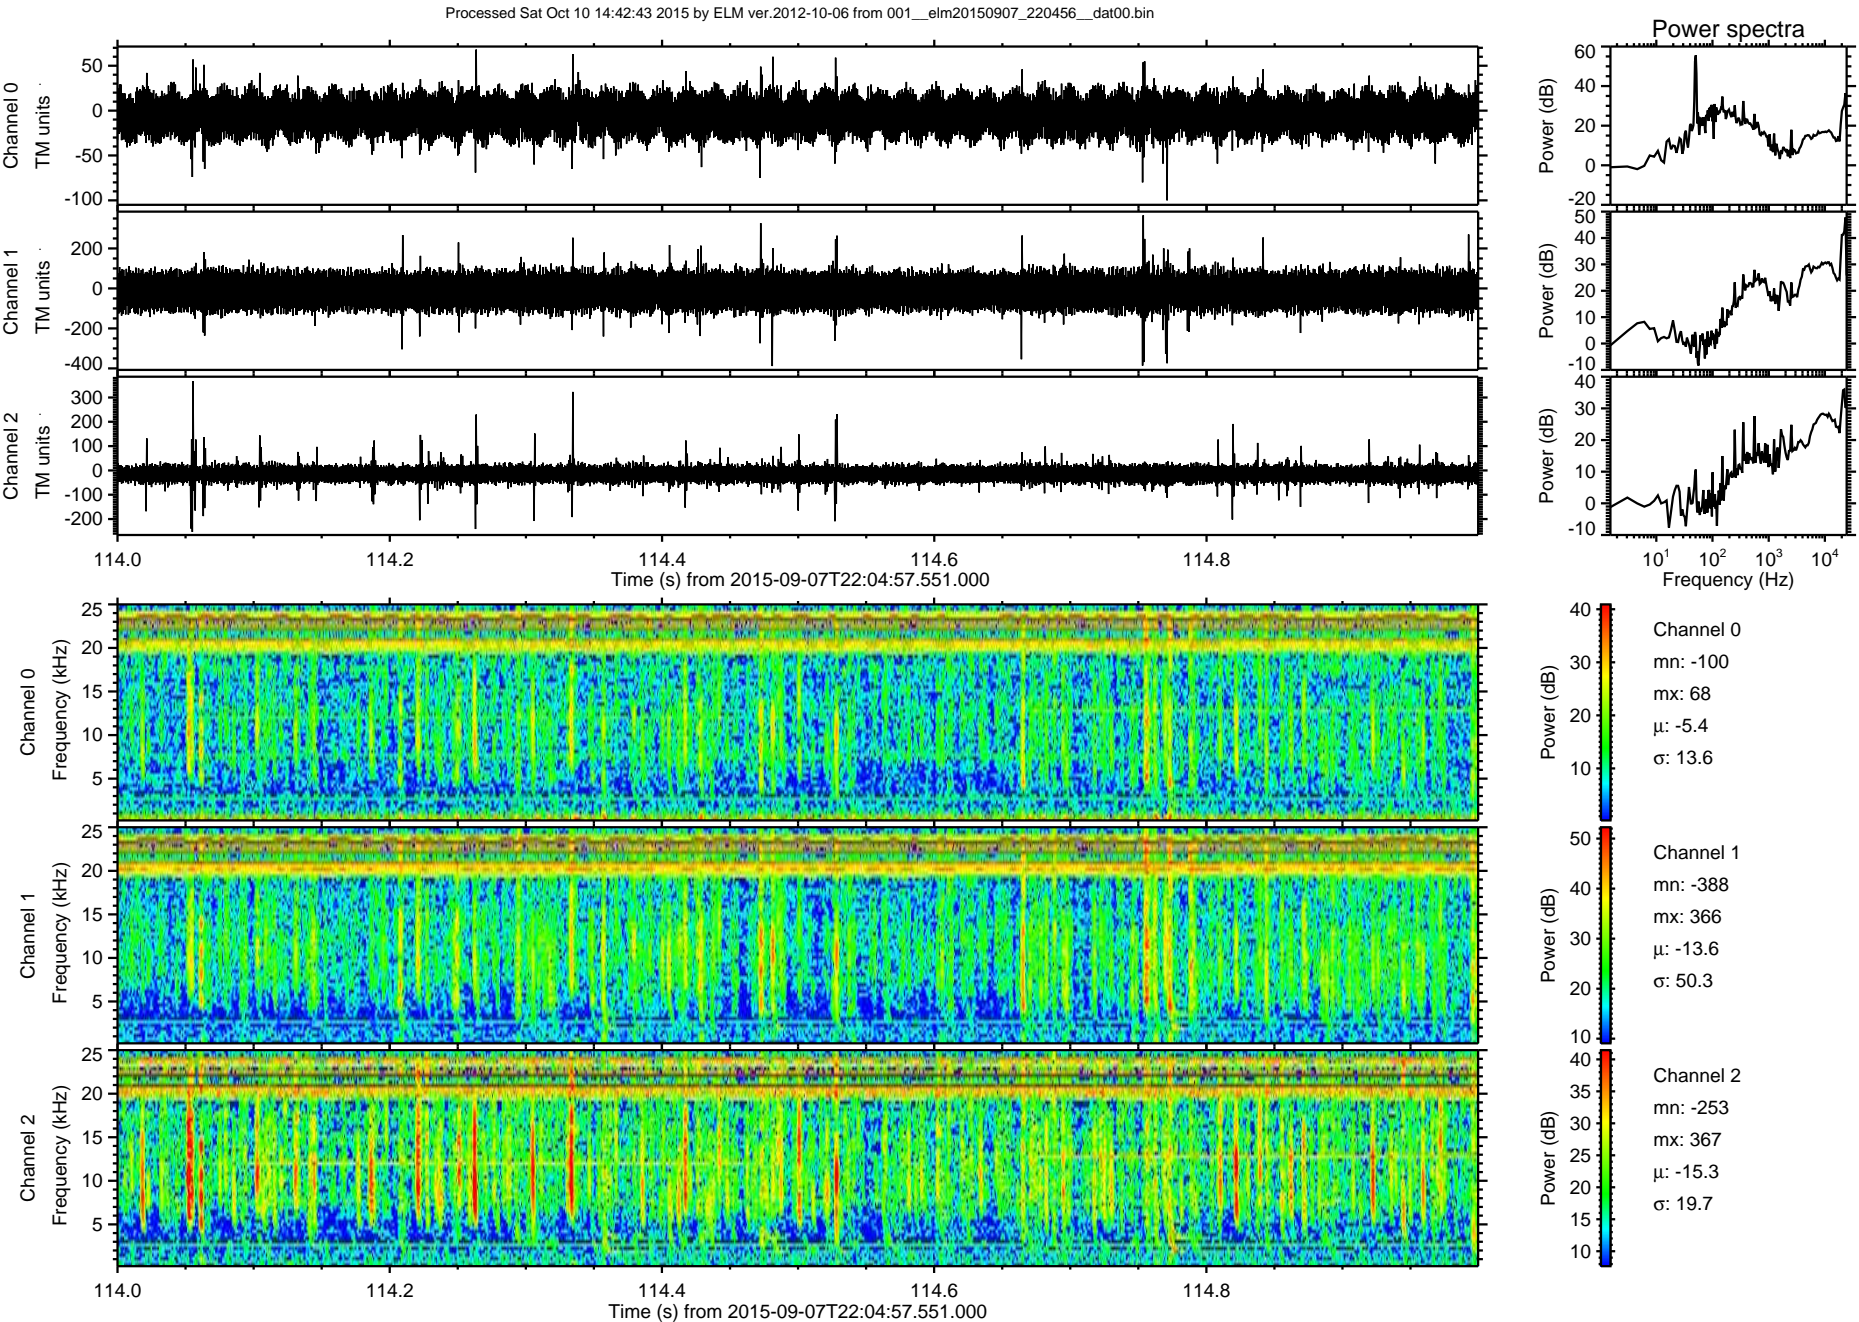 Processed Sat Oct 10 14:42:43 2015 by ELM ver.2012-10-06 from 001__elm20150907_220456__dat00.bin
Power spectra
Channel 0
TM units
50
0
-50
-100
Power (dB)
60
40
20
0
-20
Channel 1
TM units
200
0
-200
-400
Power (dB)
50
40
30
20
10
0
-10
Channel 2
TM units
300
200
100
0
-100
-200
Power (dB)
40
30
20
10
0
-10
114.0
114.2
114.4
114.6
114.8
Time (s) from 2015-09-07T22:04:57.551.000
10^1
10^2
10^3
10^4
Frequency (Hz)
Channel 0
Frequency (kHz)
25
20
15
10
5
Power (dB)
40
30
20
10
Channel 0
mn: -100
mx: 68
μ: -5.4
σ: 13.6
Channel 1
Frequency (kHz)
25
20
15
10
5
Power (dB)
50
40
30
20
10
Channel 1
mn: -388
mx: 366
μ: -13.6
σ: 50.3
Channel 2
Frequency (kHz)
25
20
15
10
5
Power (dB)
40
35
30
25
20
15
10
Channel 2
mn: -253
mx: 367
μ: -15.3
σ: 19.7
114.0
114.2
114.4
114.6
114.8
Time (s) from 2015-09-07T22:04:57.551.000